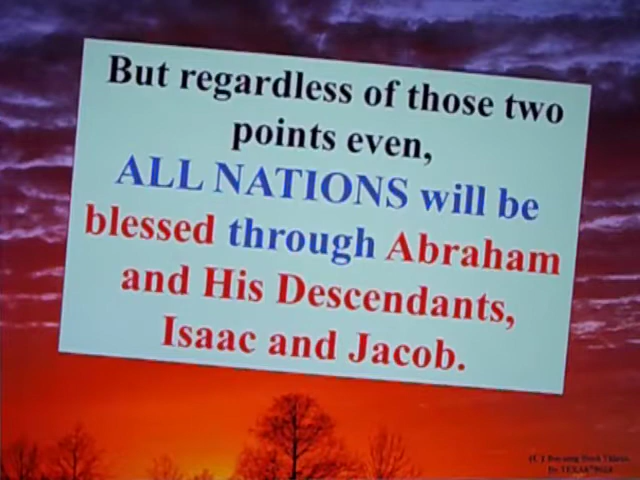 But regardless of those two
points even,
ALL NATIONS will be
blessed through Abraham
and His Descendants,
Isaac and Jacob.